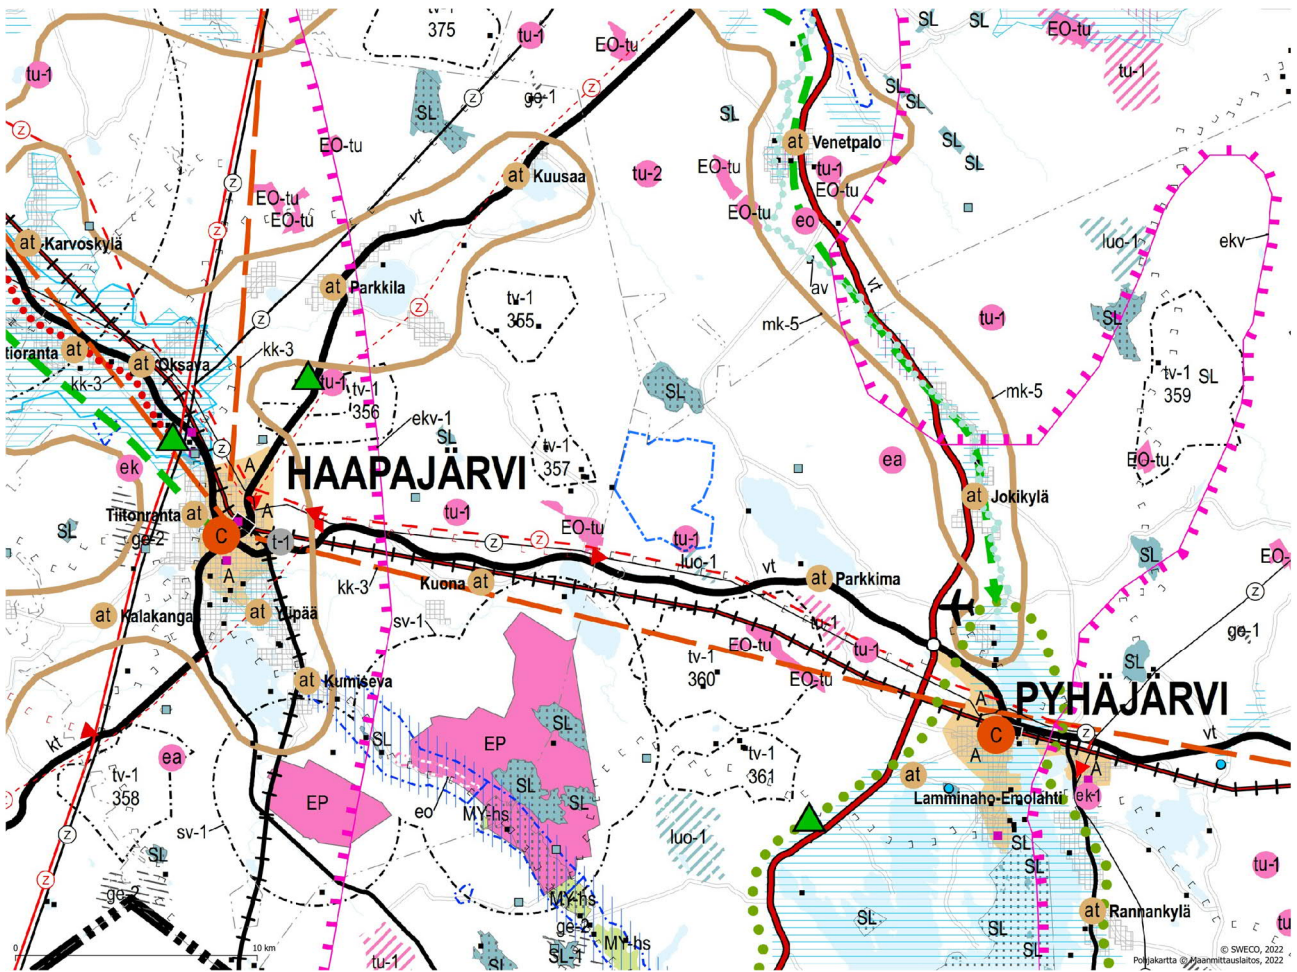 tv-1
375
tu-1
EO-tu
SL
SL
EO-tu
tu-1
tu-1
z
z
ge-1
SL
z
SL
SL
SL
EO-tu
at
Venetpalo
SL
SL
at
Kuusaa
tu-2
EO-tu
tu-1
EO-tu
z
EO-tu
EO-tu
EO-tu
vt
eo
luo-1
ekv
at
Karvoskylä
z
at
Parkkila
av
vt
tv-1
355
z
z
mk-5
tu-1
SL
tioranta
at
at
Oksava
kk-3
kk-3
tu-1
tv-1
356
SL
mk-5
tv-1
359
SL
ekv-1
SL
z
A
HAAPAJÄRVI
tv-1
357
ek
ea
EO-tu
at
Jokikylä
Tiitonranta
at
A
tu-1
EO-tu
tu-1
SL
ge-2
C
t-1
z
z
luo-1
SL
EO-
A
kk-3
Kuona
at
vt
at
Parkkima
z
at
Kalakangas
at
Ylipää
sv-1
tu-1
EO-tu
tu-1
ge-1
tv-1
360
EO-tu
SL
at
Kumiseva
A
PYHÄJÄRVI
SL
EP
SL
C
z
vt
kt
ea
tv-1
361
A
at
A
tv-1
358
EP
SL
SL
Lamminaho-Emolahti
ek-1
eo
MY-hs
sv-1
z
luo-1
SL
SL
SL
tu-1
z
ge-2
MY-hs
SL
SL
at
Rannankylä
ge-2
tu
MY-hs
SL
SL-1
SL
tu-1
0
10 km
© SWECO, 2022
Pohjakartta © Maanmittauslaitos, 2022